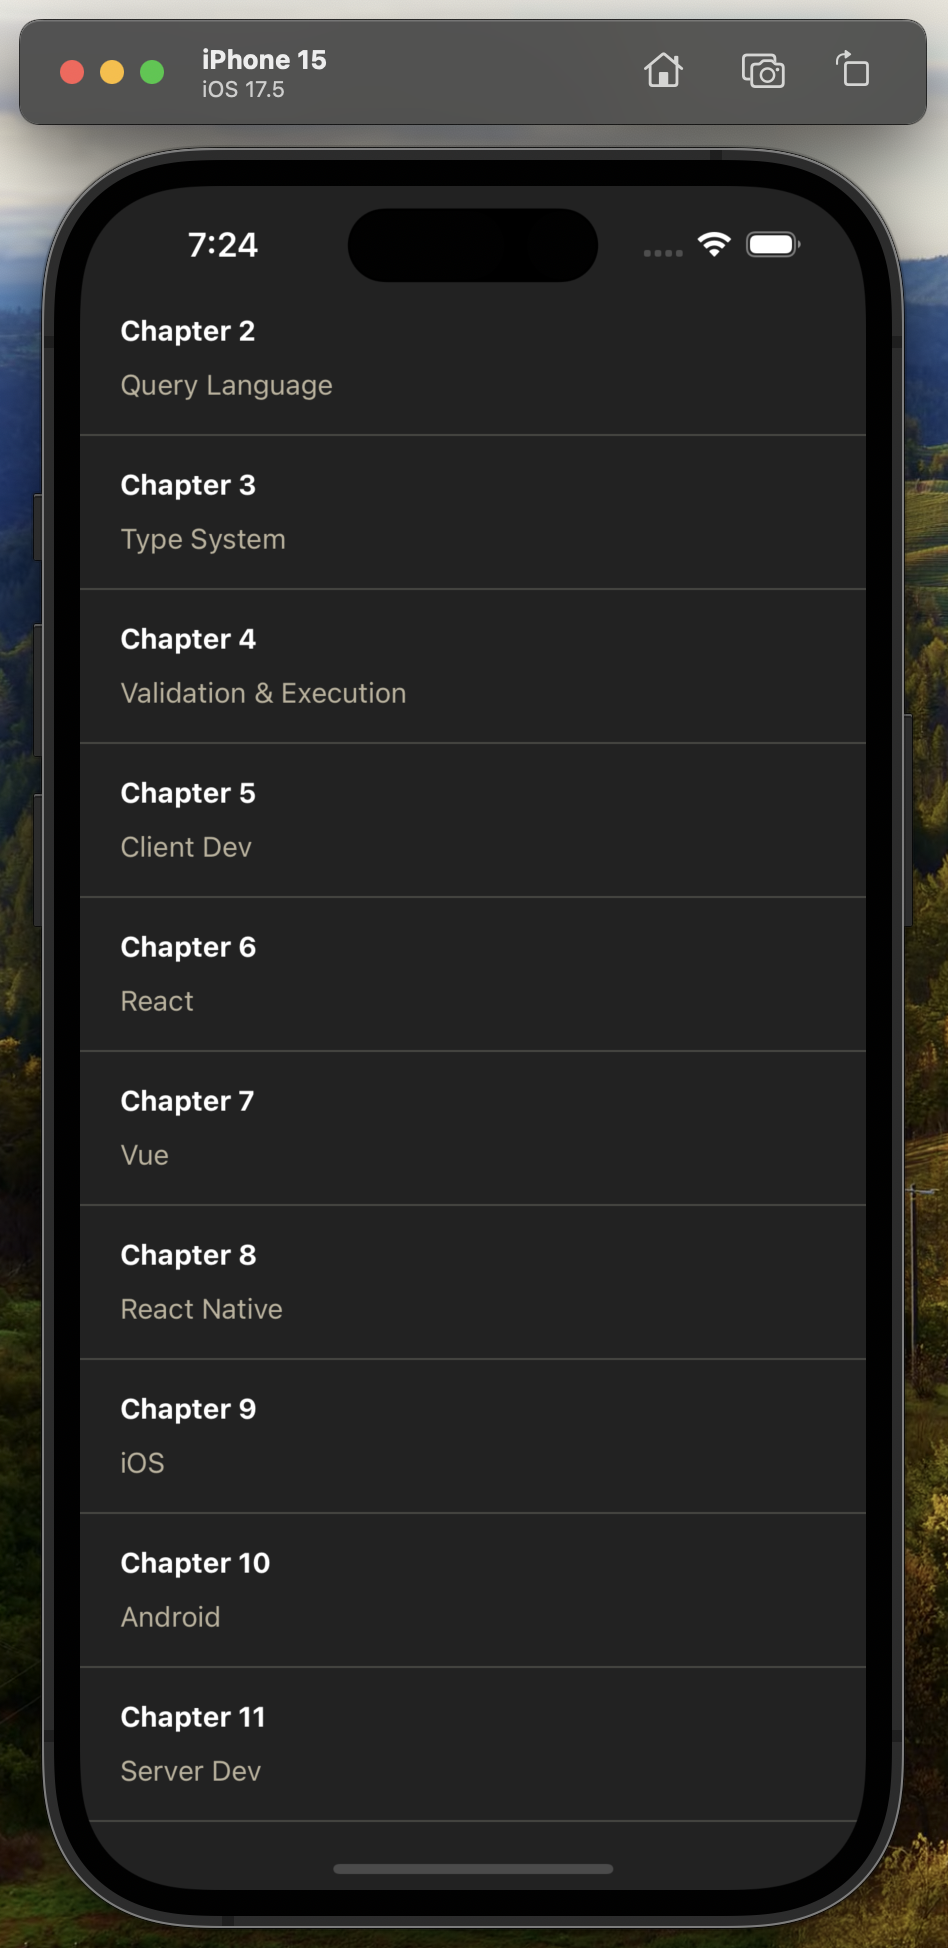 iPhone 15
iOS 17.5
7:24
Chapter 2
Query Language
Chapter 3
Type System
Chapter 4
Validation & Execution
Chapter 5
Client Dev
Chapter 6
React
Chapter 7
Vue
Chapter 8
React Native
Chapter 9
iOS
Chapter 10
Android
Chapter 11
Server Dev